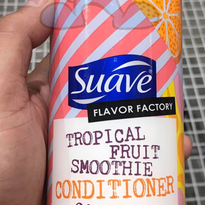 Suave
FLAVOR FACTORY
TROPICAL
FRUIT
SMOOTHIE
CONDITIONER